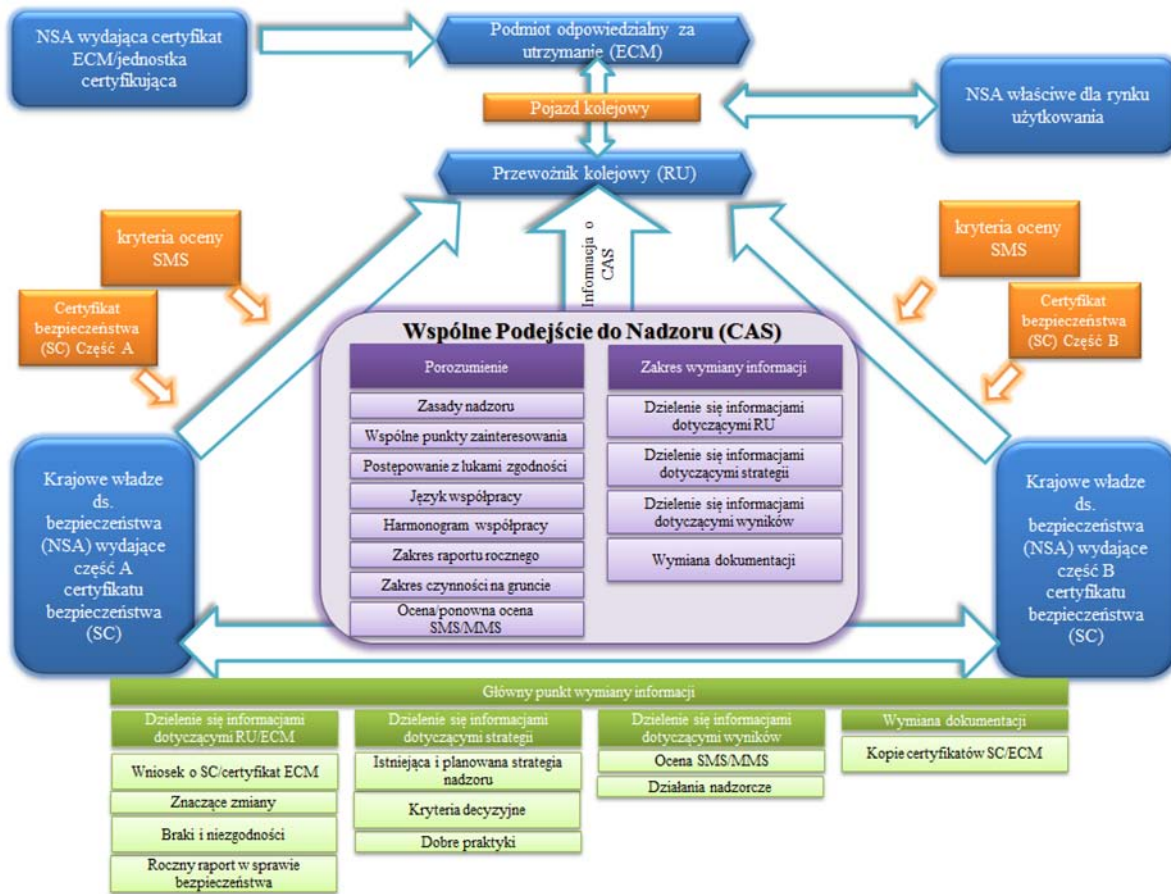 NSA wydająca certyfikat
ECM/jednostka
certyfikująca
Podmiot odpowiedzialny za
utrzymanie (ECM)
Pojazd kolejowy
NSA właściwe dla rynku
użytkowania
Przewoźnik kolejowy (RU)
kryteria oceny
SMS
Certyfikat
bezpieczeństwa
(SC) Część A
Informacja o
CAS
kryteria oceny
SMS
Certyfikat
bezpieczeństwa
(SC) Część B
Wspólne Podejście do Nadzoru (CAS)
Porozumienie
Zasady nadzoru
Wspólne punkty zainteresowania
Postępowanie z lukami zgodności
Język współpracy
Harmonogram współpracy
Zakres raportu rocznego
Zakres czynności na gruncie
Ocena/ponowna ocena
SMS/MMS
Zakres wymiany informacji
Dzielenie się informacjami
dotyczącymi RU
Dzielenie się informacjami
dotyczącymi strategii
Dzielenie się informacjami
dotyczącymi wyników
Wymiana dokumentacji
Krajowe władze
ds.
bezpieczeństwa
(NSA) wydające
część A
certyfikatu
bezpieczeństwa
(SC)
Krajowe władze
ds.
bezpieczeństwa
(NSA) wydające
część B
certyfikatu
bezpieczeństwa
(SC)
Główny punkt wymiany informacji
Dzielenie się informacjami
dotyczącymi RU/ECM
Wniosek o SC/certyfikat ECM
Znaczące zmiany
Braki i niezgodności
Roczny raport w sprawie
bezpieczeństwa
Dzielenie się informacjami
dotyczącymi strategii
Istniejąca i planowana strategia
nadzoru
Kryteria decyzyjne
Dobre praktyki
Dzielenie się informacjami
dotyczącymi wyników
Ocena SMS/MMS
Działania nadzorcze
Wymiana dokumentacji
Kopie certyfikatów SC/ECM